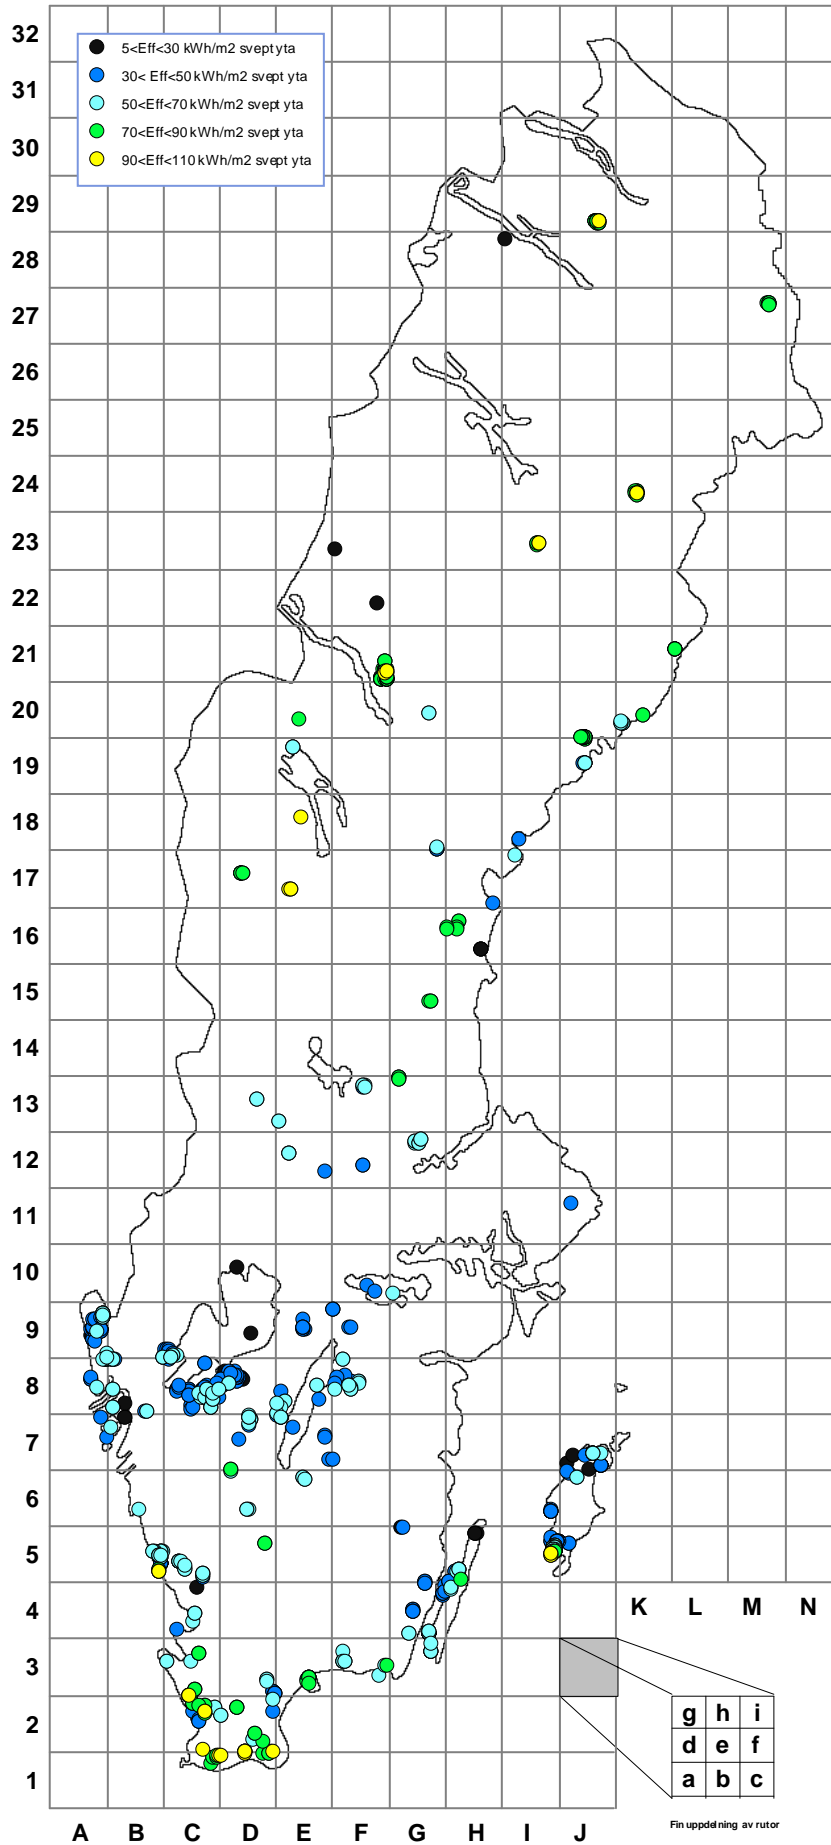 32
5<Eff<30 kWh/m2 svept yta
30< Eff<50 kWh/m2 svept yta
31
50<Eff<70 kWh/m2 svept yta
70<Eff<90 kWh/m2 svept yta
30
90<Eff<110 kWh/m2 svept yta
29
28
27
26
25
24
23
22
21
20
19
18
17
16
15
14
13
12
11
10
9
8
7
6
5
4
K L M N
3
g h i
2
d e f
a b c
1
Fin uppdelning av rutor
A B C D E F G H I J